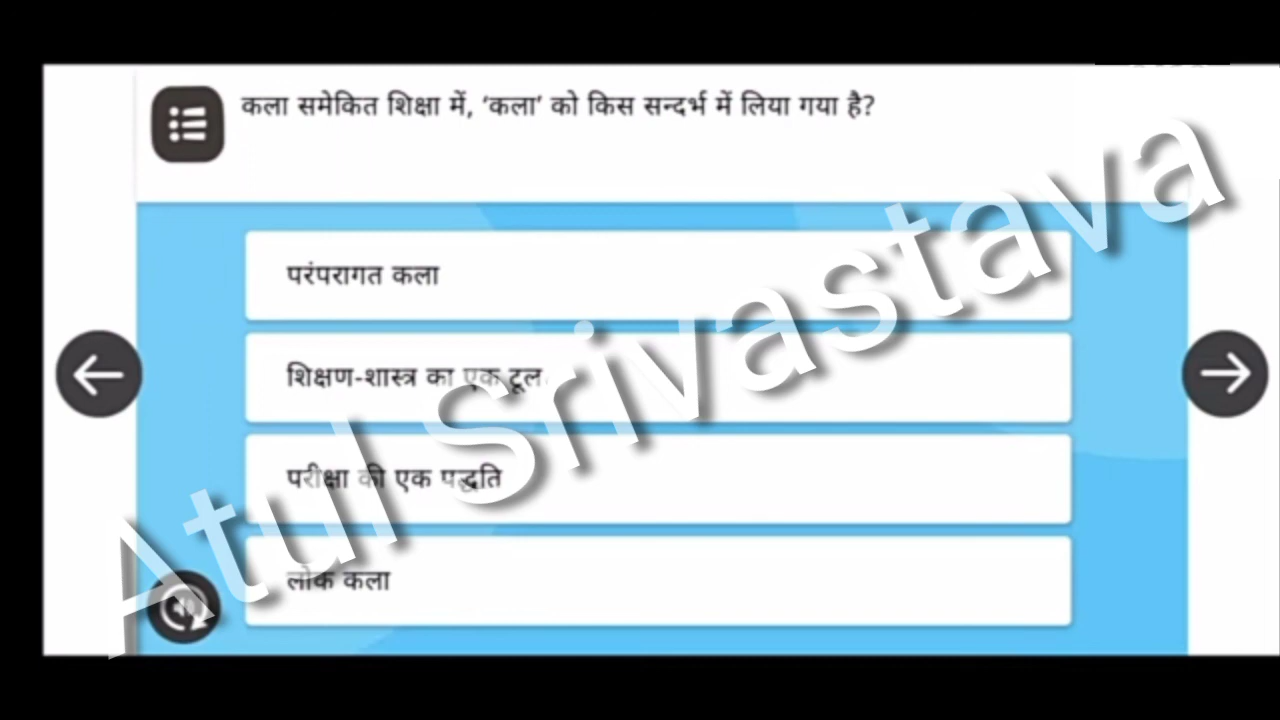 कला समेकित शिक्षा में, ‘कला’ को किस सन्दर्भ में लिया गया है?
परंपरागत कला
शिक्षण-शास्त्र का एक टूल
परीक्षा की एक पद्धति
लोक कला
Atul Srivastava